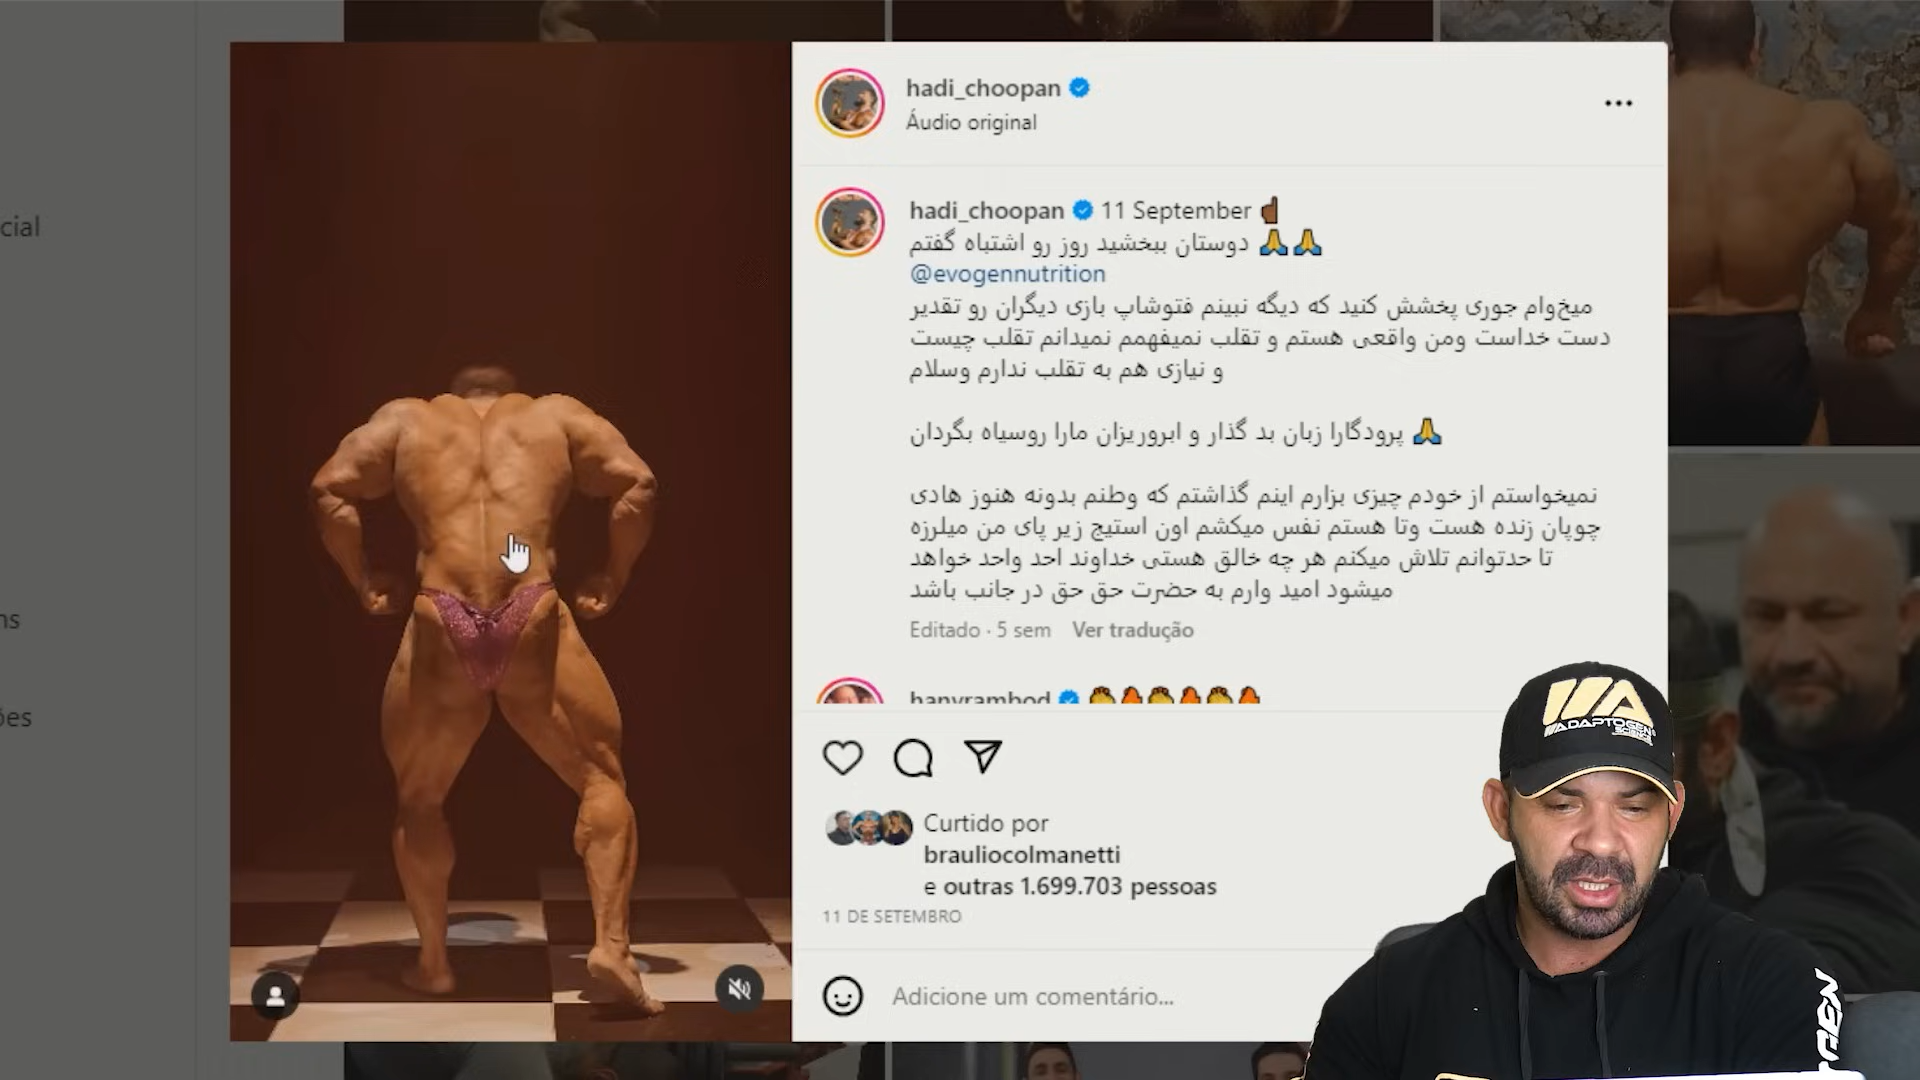 hadi_choopan
Áudio original
hadi_choopan 11 September ☝🏾
دوستان ببخشید روز رو اشتباه گفتم 🙏🙏
@evogennutrition
میخوام جوری پخشش کنید که دیگه نبینم فتوشاپ بازی دیگران رو تقدیر
دست خداست ومن واقعی هستم و تقلب نمیفهمم نمیدانم تقلب چیست
و نیازی هم به تقلب ندارم وسلام
پرودگارا زبان بد گذار و ابروریزان مارا روسیاه بگردان 🙏
نمیخواستم از خودم چیزی بزارم اینم گذاشتم که وطنم بدونه هنوز هادی
چوپان زنده هست وتا هستم نفس میکشم اون استیج زیر پای من میلرزه
تا حدتوانم تلاش میکنم هر چه خالق هستی خداوند احد واحد خواهد
میشود امید وارم به حضرت حق حق در جانب باشد
Editado · 5 sem Ver tradução
hanyrambod
Curtido por
brauliocolmanetti
e outras 1.699.703 pessoas
11 DE SETEMBRO
Adicione um comentário...
cial
ns
ões
ADAPTOGEN
SCIENCE
GEN